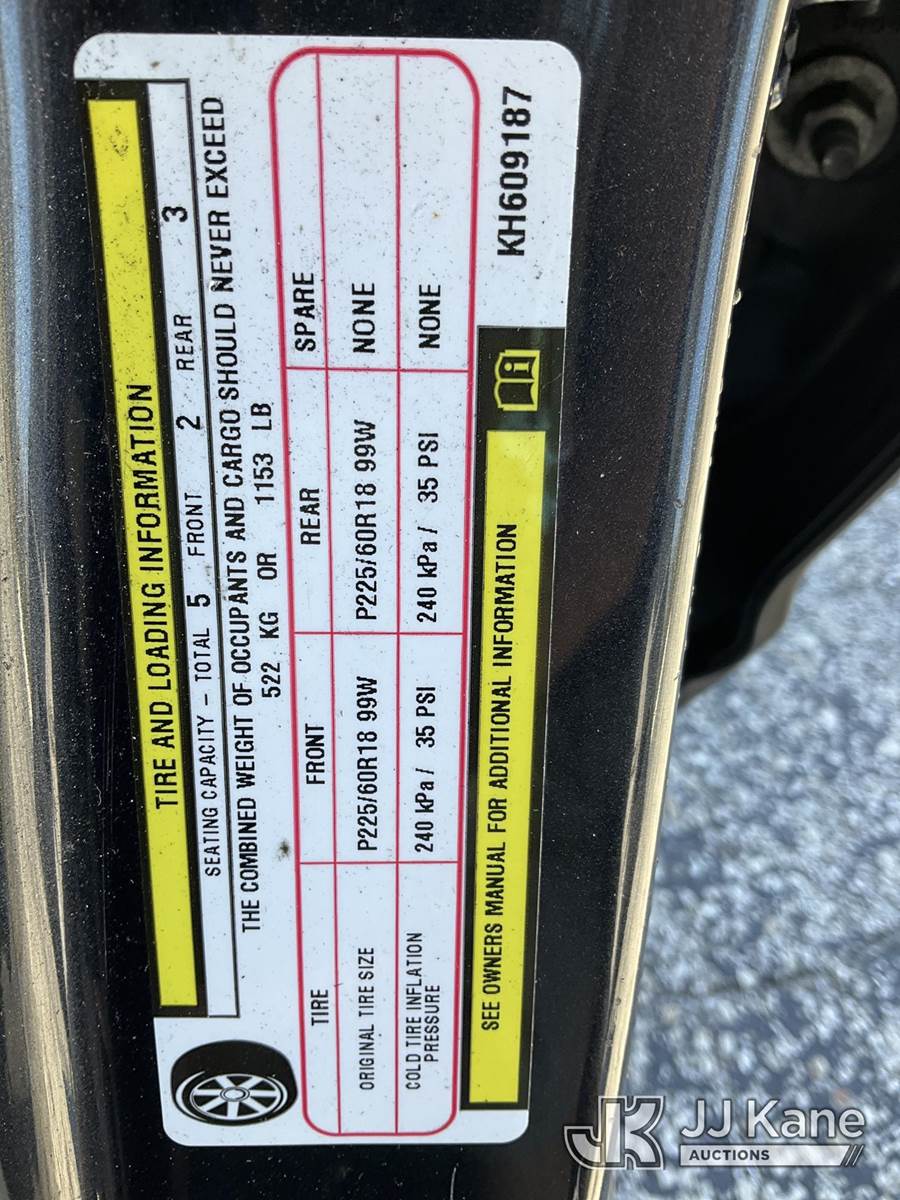 TIRE AND LOADING INFORMATION
SEATING CAPACITY - TOTAL 5 FRONT 2 REAR 3
THE COMBINED WEIGHT OF OCCUPANTS AND CARGO SHOULD NEVER EXCEED
522 KG OR 1153 LB
TIRE FRONT REAR SPARE
ORIGINAL TIRE SIZE P225/60R18 99W P225/60R18 99W NONE
COLD TIRE INFLATION
PRESSURE 240 kPa / 35 PSI 240 kPa / 35 PSI NONE
SEE OWNERS MANUAL FOR ADDITIONAL INFORMATION
KH609187
JK JJ Kane
AUCTIONS